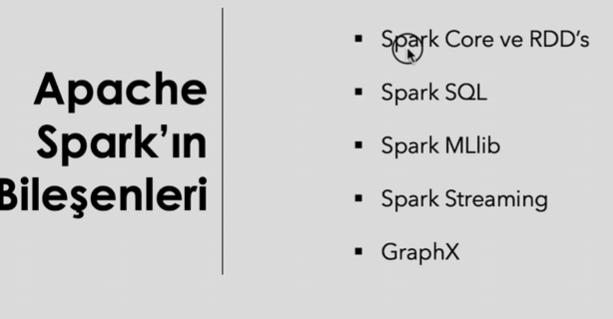 Apache
Spark’ın
Bileşenleri
▪ Spark Core ve RDD’s
▪ Spark SQL
▪ Spark MLlib
▪ Spark Streaming
▪ GraphX